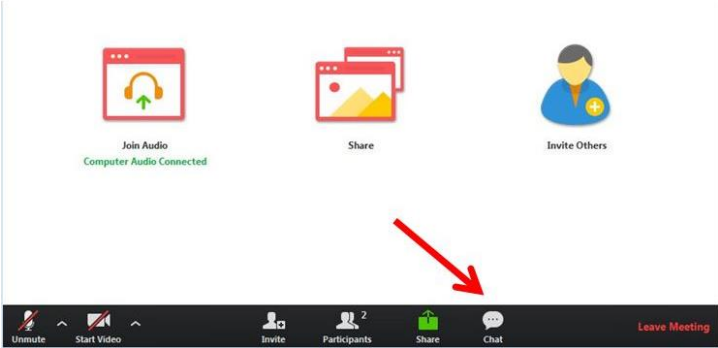 Join Audio
Computer Audio Connected
Share
Invite Others
2
Unmute
Start Video
Invite
Participants
Share
Chat
Leave Meeting